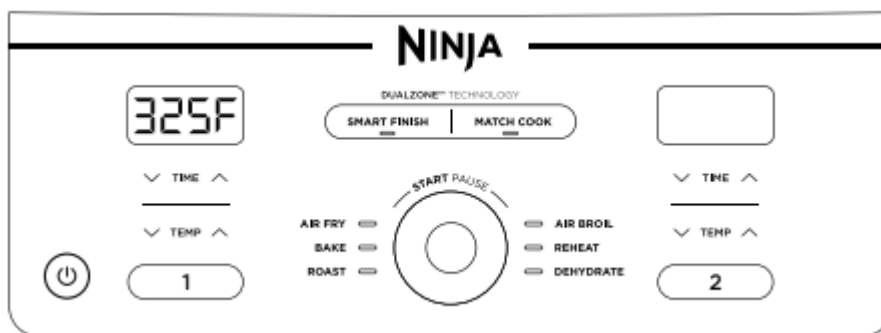 NINJA
325F
DUALZONE™ TECHNOLOGY
SMART FINISH | MATCH COOK
TIME
TEMP
1
START PAUSE
AIR FRY
BAKE
ROAST
AIR BROIL
REHEAT
DEHYDRATE
TIME
TEMP
2